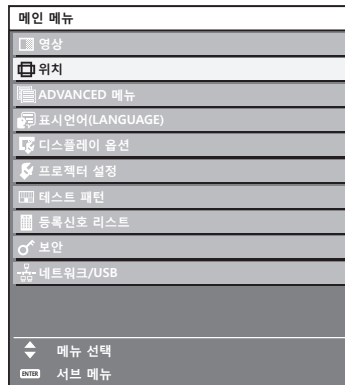 메인 메뉴
영상
위치
ADVANCED 메뉴
표시언어(LANGUAGE)
디스플레이 옵션
프로젝터 설정
테스트 패턴
등록신호 리스트
보안
네트워크/USB
메뉴 선택
ENTER 서브 메뉴